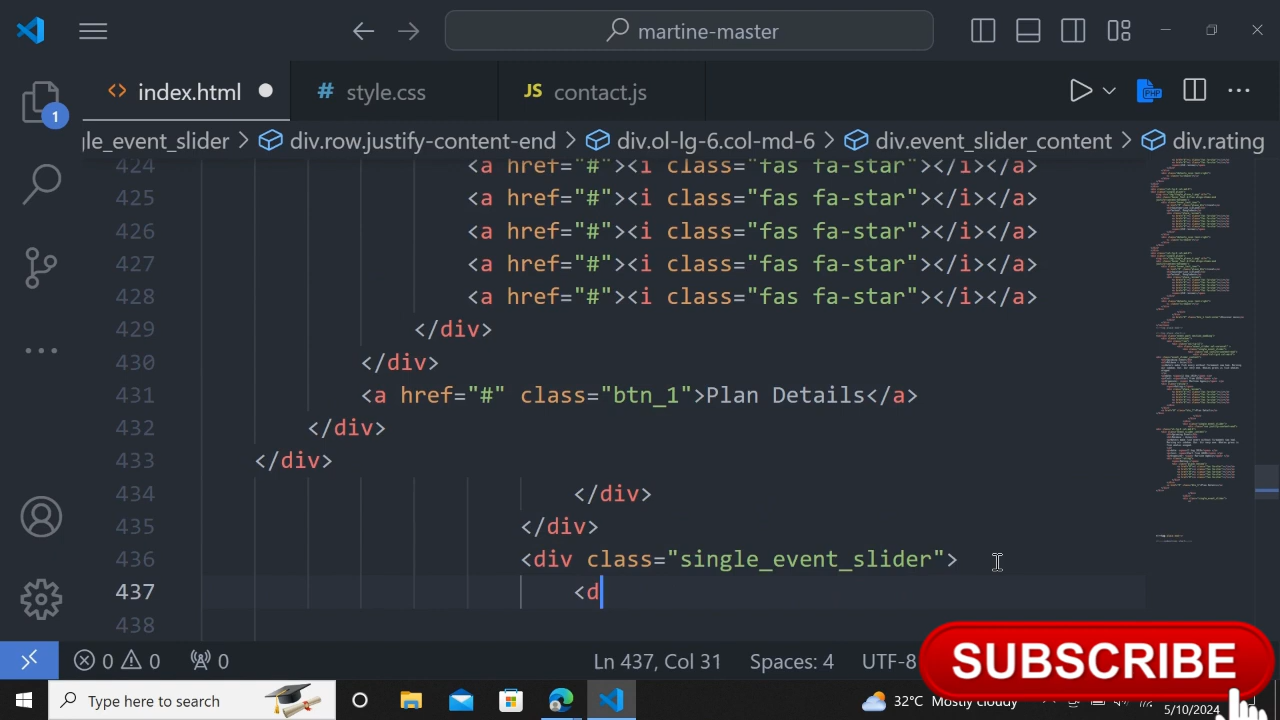 martine-master
index.html
# style.css
JS contact.js
PHP
1
gle_event_slider > div.row.justify-content-end > div.ol-lg-6.col-md-6 > div.event_slider_content > div.rating
424 <a href="#"><i class="fas fa-star"></i></a>
425 <a href="#"><i class="fas fa-star"></i></a>
426 <a href="#"><i class="fas fa-star"></i></a>
427 <a href="#"><i class="fas fa-star"></i></a>
428 <a href="#"><i class="fas fa-star"></i></a>
429 </div>
430 </div>
431 <a href="#" class="btn_1">Plan Details</a>
432 </div>
433 </div>
434 </div>
435 </div>
436 <div class="single_event_slider">
437 <d
438
0 0 0 Ln 437, Col 31 Spaces: 4 UTF-8
SUBSCRIBE
Type here to search
32°C Mostly cloudy
5/10/2024